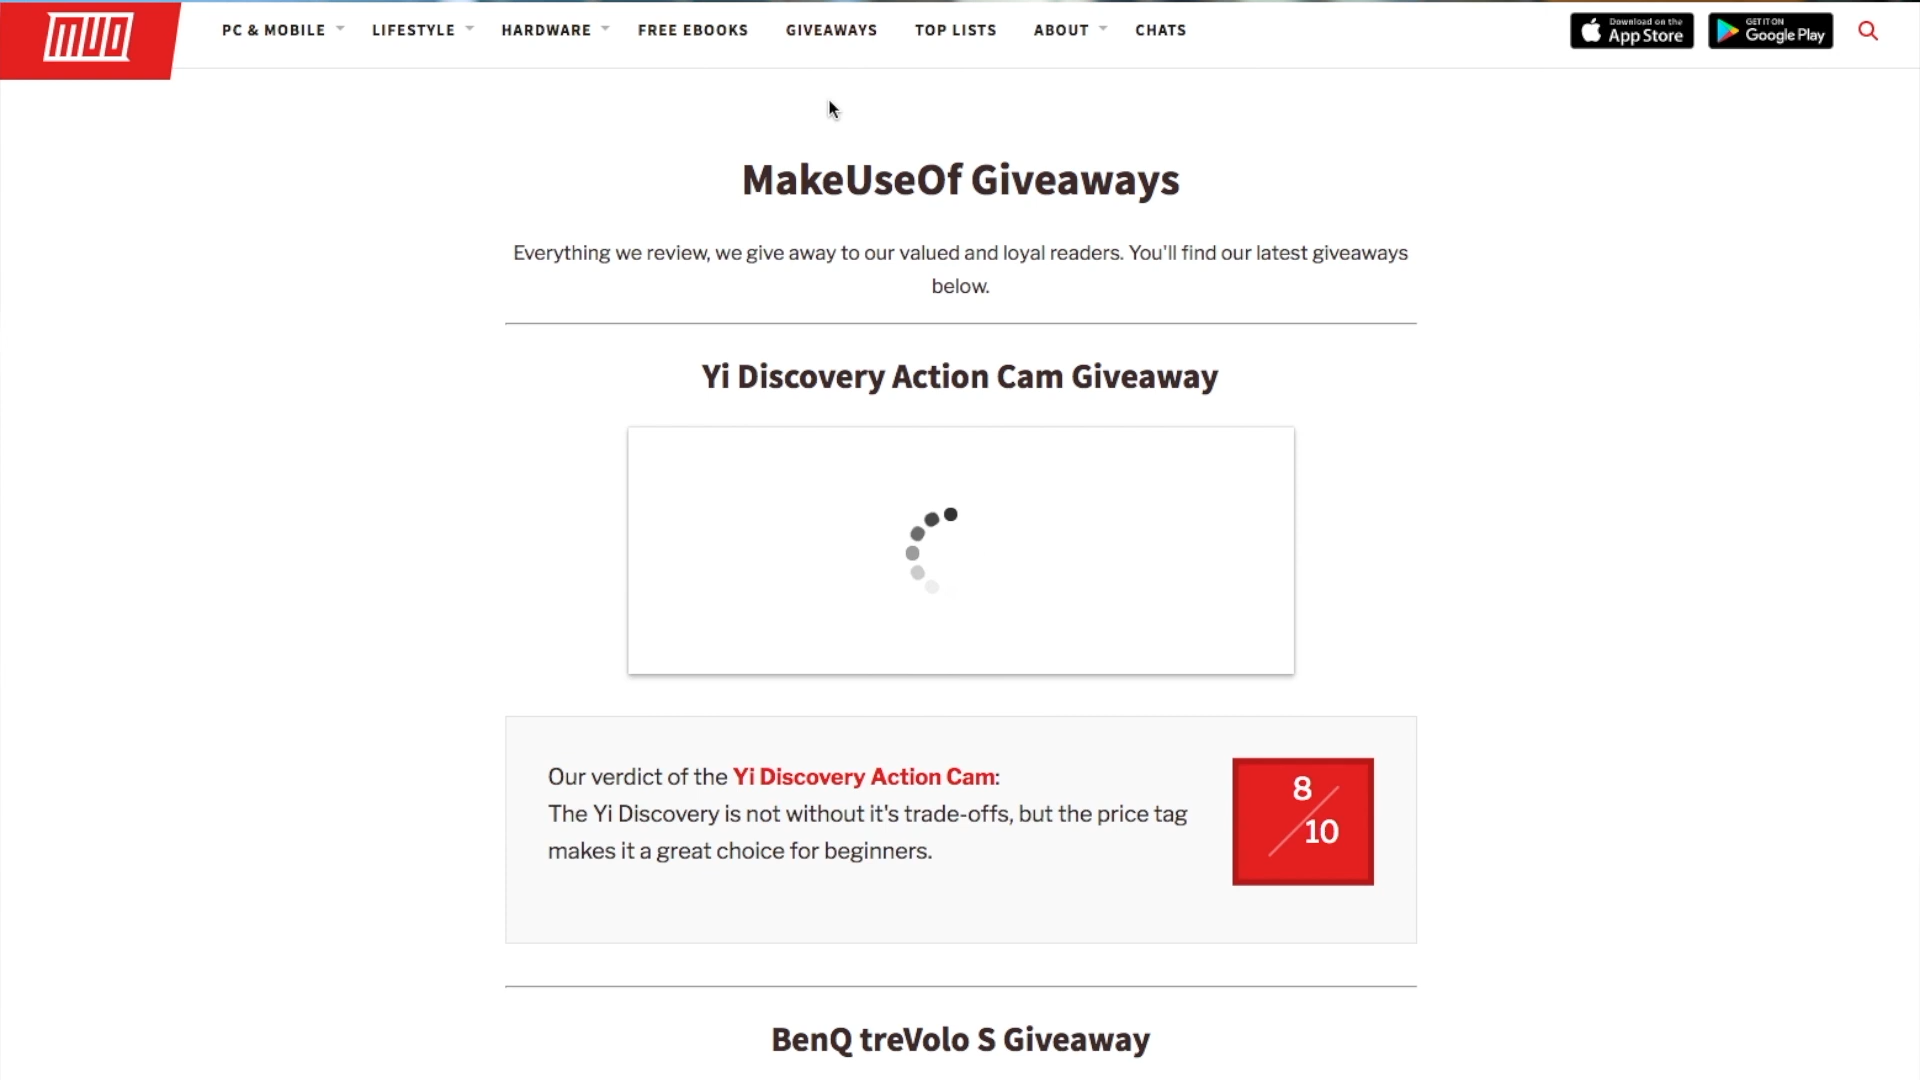 MUO
PC & MOBILE
LIFESTYLE
HARDWARE
FREE EBOOKS
GIVEAWAYS
TOP LISTS
ABOUT
CHATS
Download on the
App Store
GET IT ON
Google Play
MakeUseOf Giveaways
Everything we review, we give away to our valued and loyal readers. You'll find our latest giveaways
below.
Yi Discovery Action Cam Giveaway
Our verdict of the Yi Discovery Action Cam:
The Yi Discovery is not without it's trade-offs, but the price tag
makes it a great choice for beginners.
8
10
BenQ treVolo S Giveaway